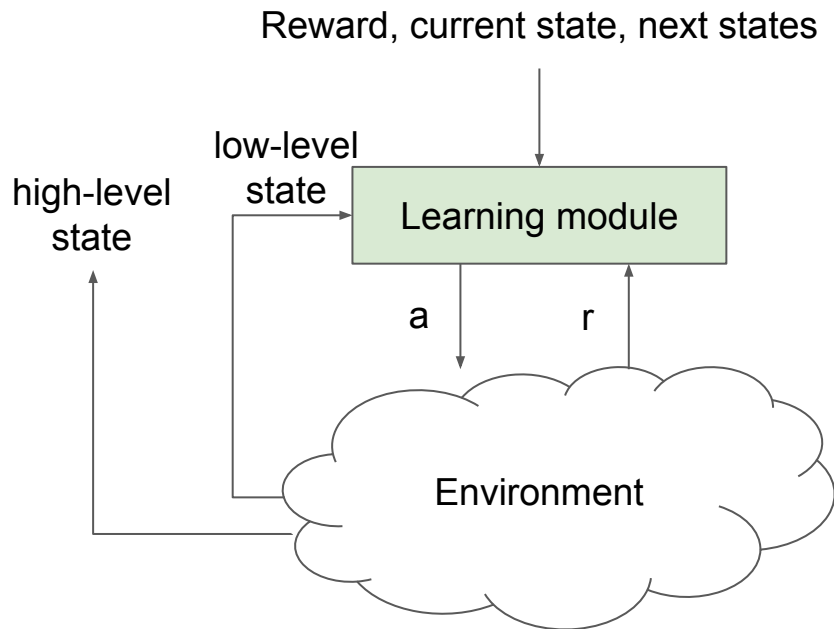 Reward, current state, next states
low-level
state
high-level
state
Learning module
a
r
Environment